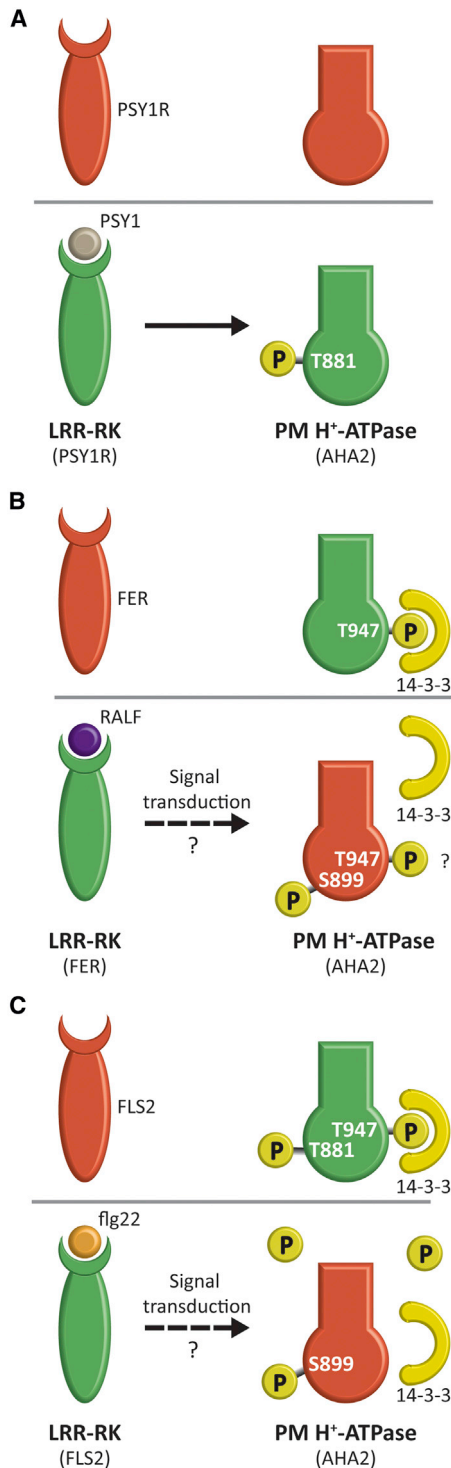 A
PSY1R
PSY1
P
T881
LRR-RK
(PSY1R)
PM H⁺-ATPase
(AHA2)
B
FER
T947
P
14-3-3
RALF
Signal
transduction
?
14-3-3
T947
P
?
S899
P
LRR-RK
(FER)
PM H⁺-ATPase
(AHA2)
C
FLS2
T947
P
P
T881
14-3-3
flg22
P
P
Signal
transduction
?
S899
P
14-3-3
LRR-RK
(FLS2)
PM H⁺-ATPase
(AHA2)